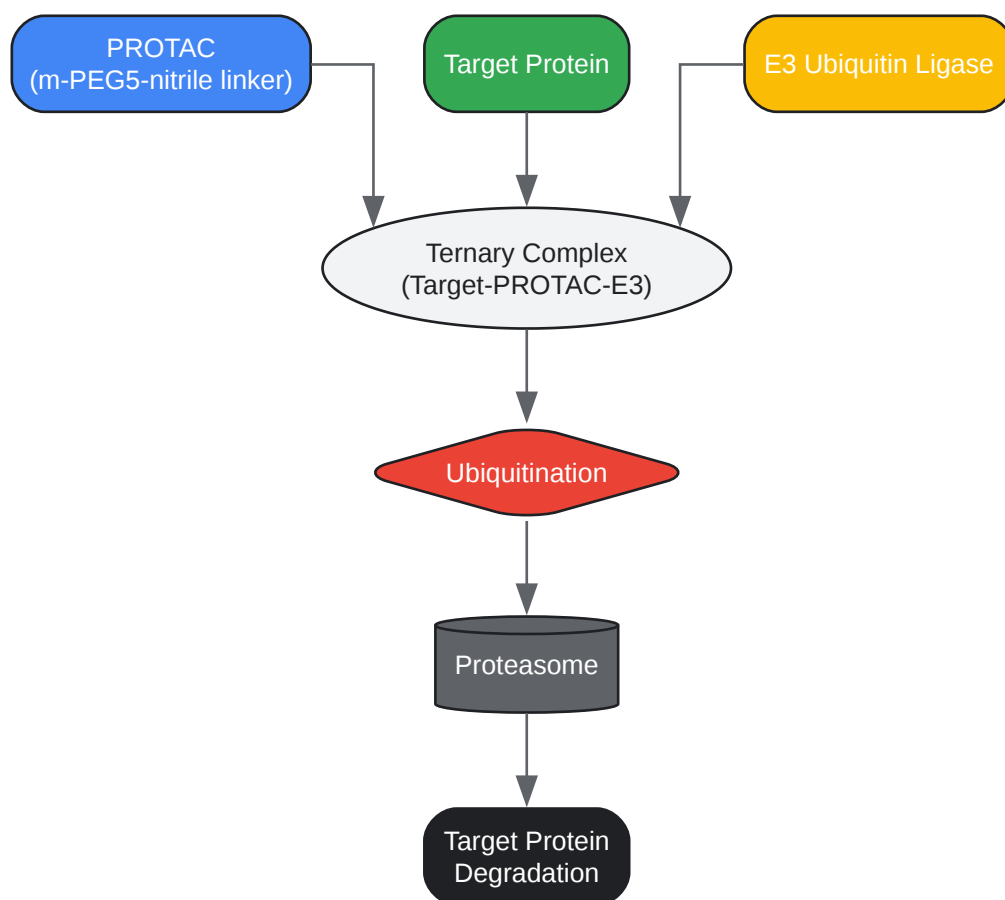 PROTAC
(m-PEG5-nitrile linker)
Target Protein
E3 Ubiquitin Ligase
Ternary Complex
(Target-PROTAC-E3)
Ubiquitination
Proteasome
Target Protein
Degradation